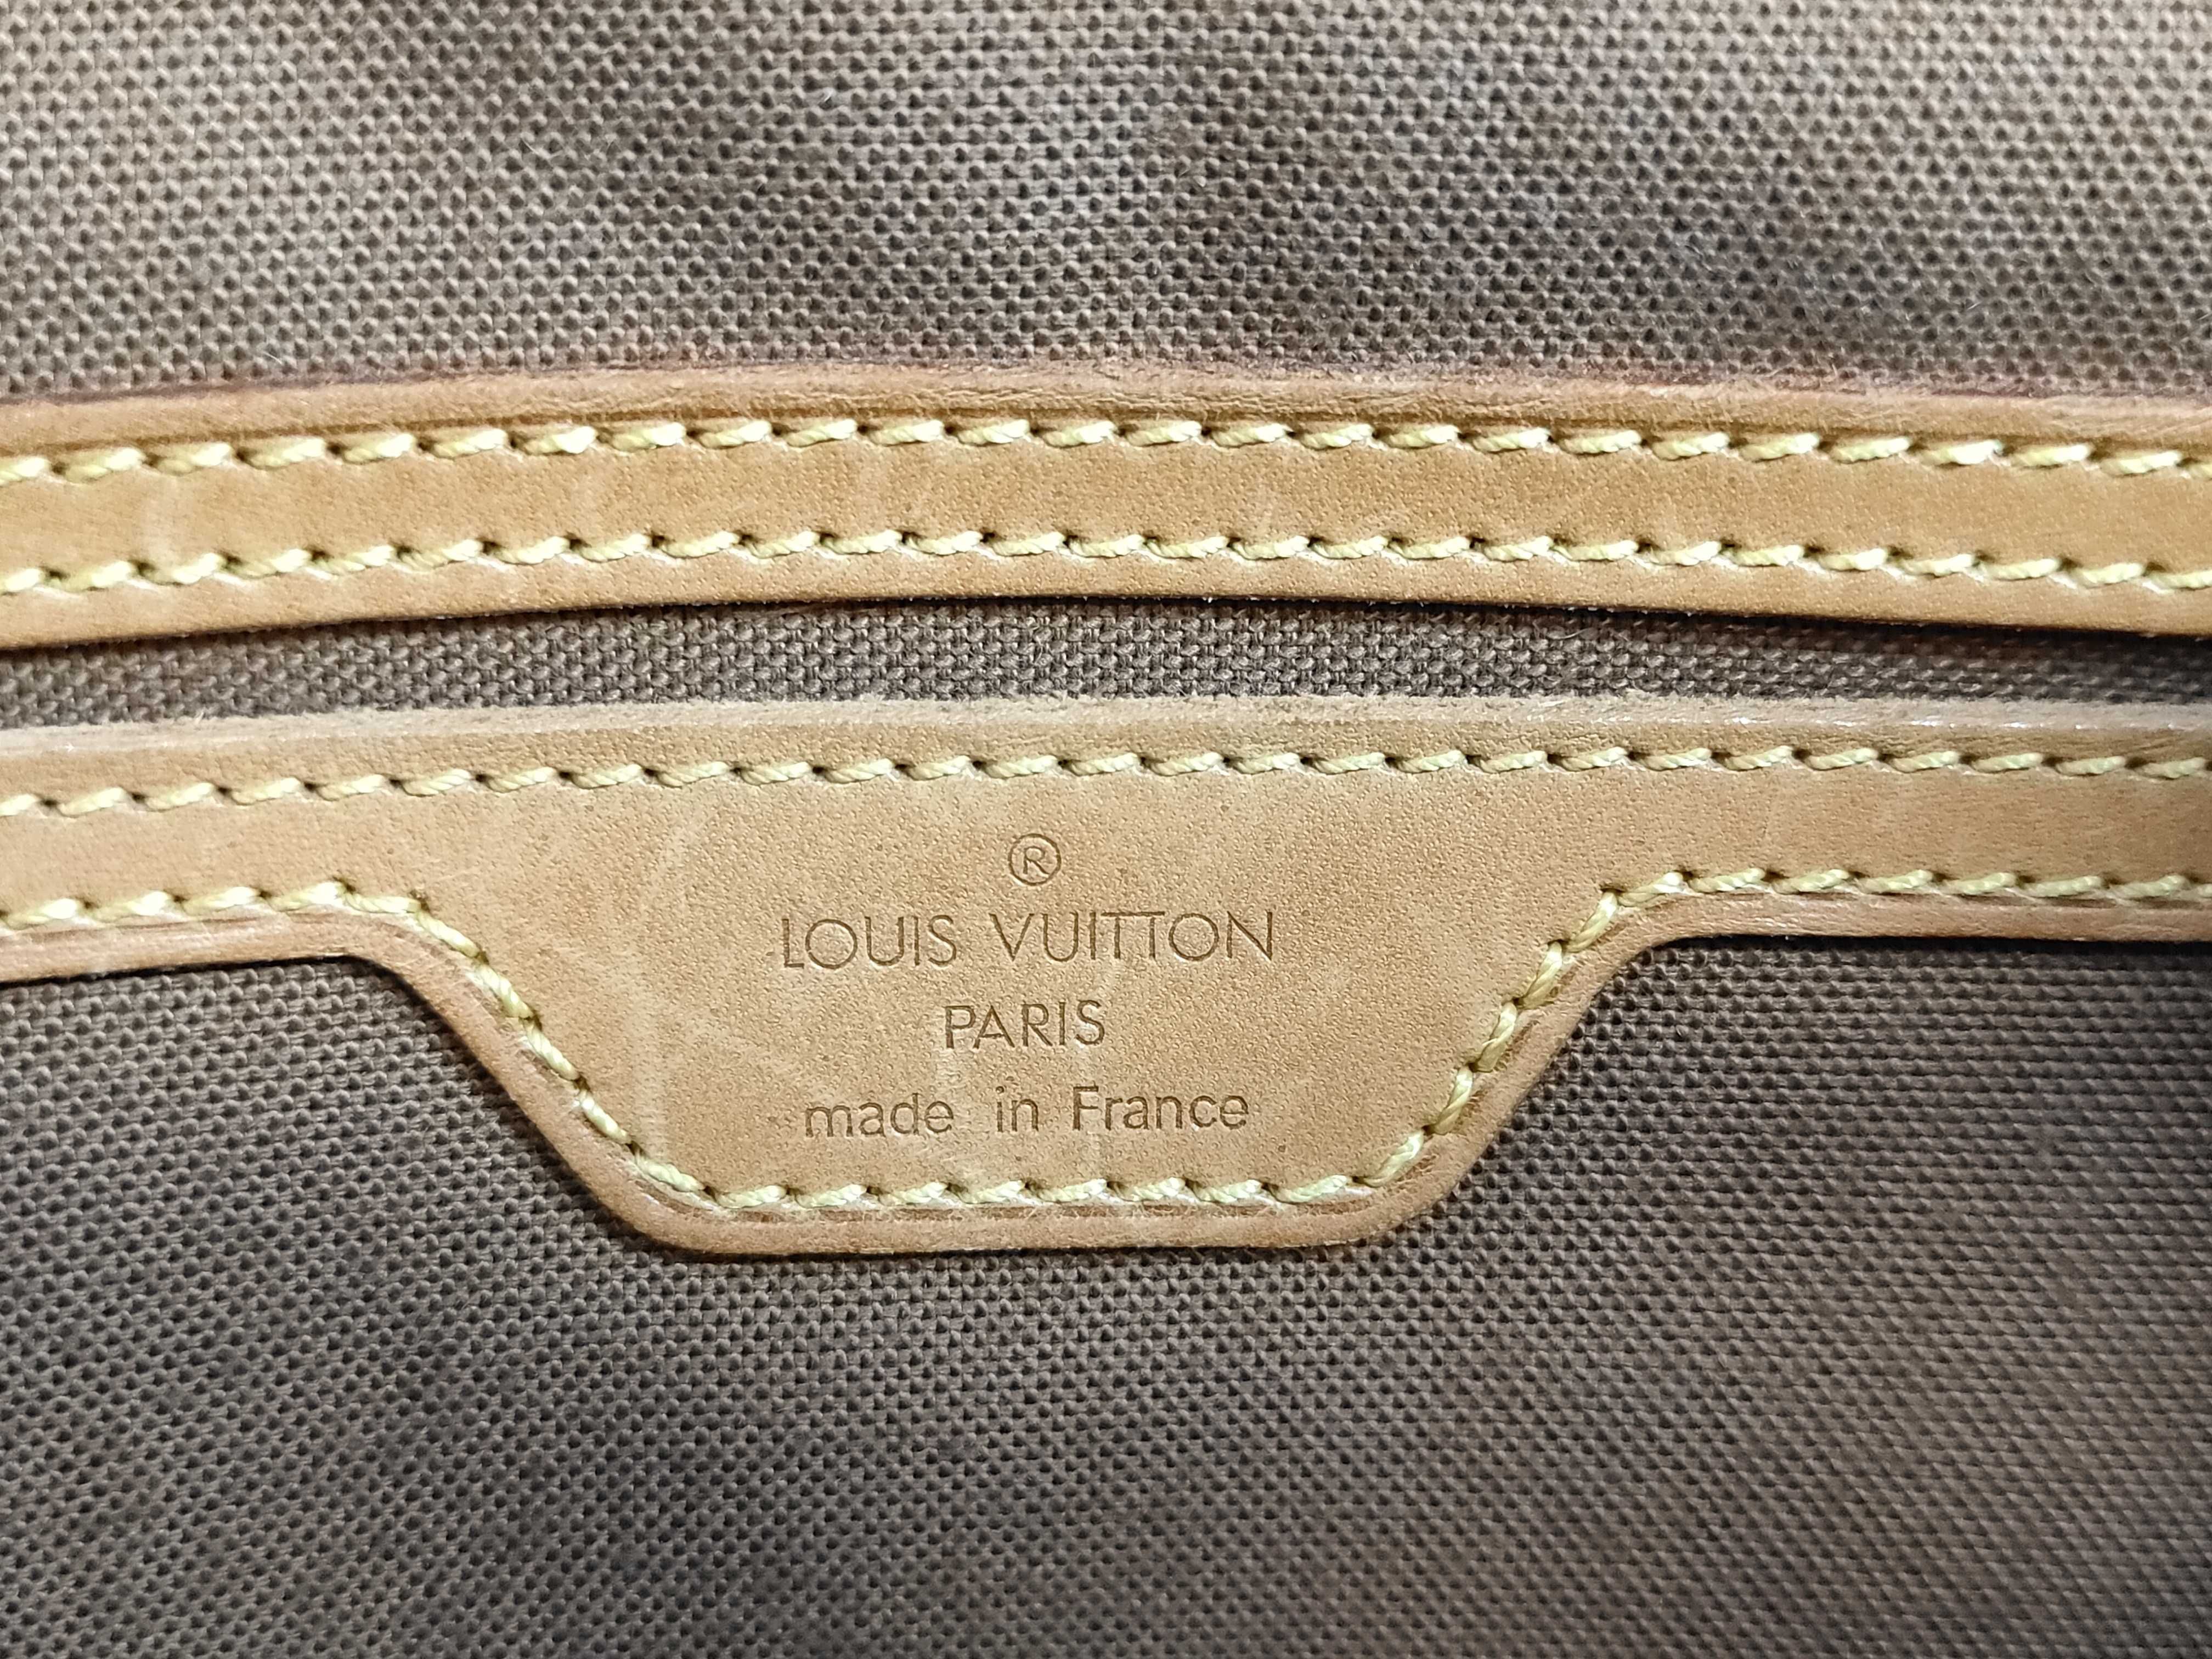 ®
LOUIS VUITTON
PARIS
made in France